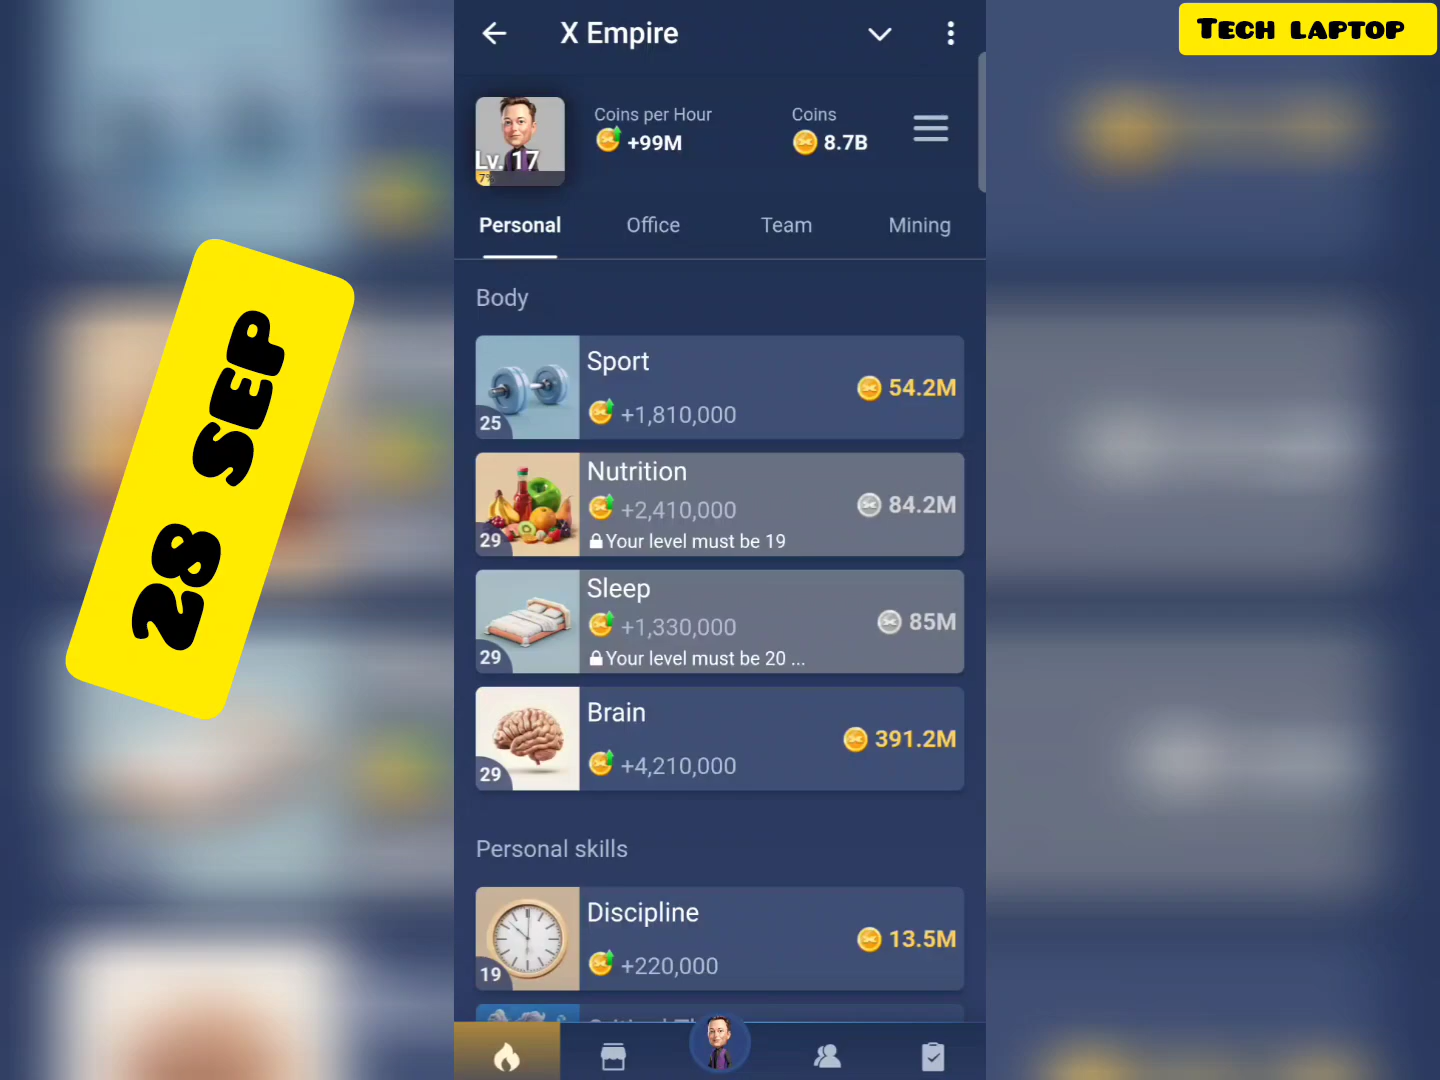 X Empire
Tech laptop
Coins per Hour
+99M
Coins
8.7B
Lv. 17
7%
Personal
Office
Team
Mining
Body
Sport
+1,810,000
54.2M
25
Nutrition
+2,410,000
84.2M
Your level must be 19
29
Sleep
+1,330,000
85M
Your level must be 20 ...
29
Brain
+4,210,000
391.2M
29
Personal skills
Discipline
+220,000
13.5M
19
28 SEP